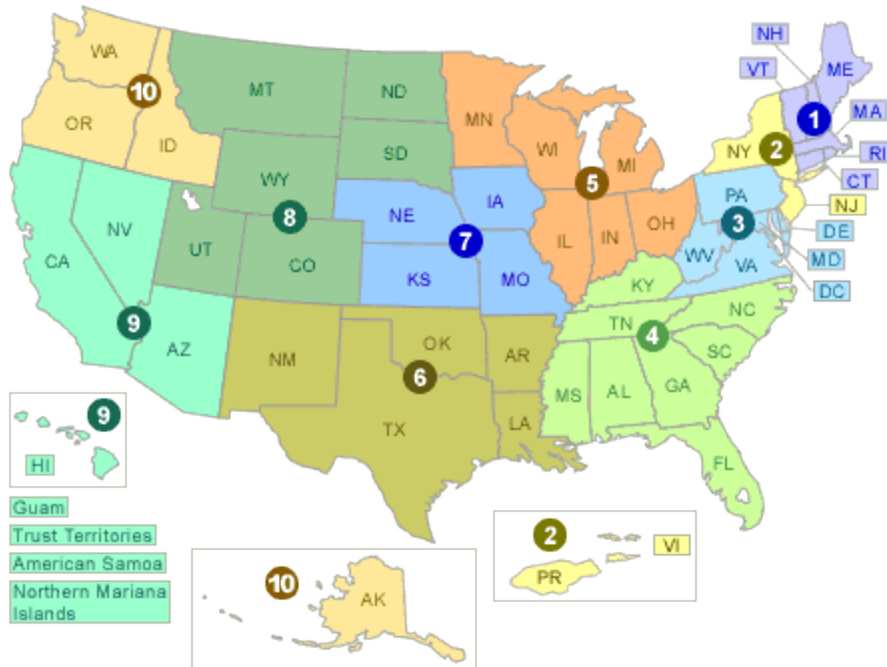 NH
WA
VT
ME
10
MT
ND
OR
MN
1
MA
ID
WI
MI
NY
2
RI
SD
CT
WY
5
PA
NJ
8
NE
IA
3
NV
DE
7
IL
IN
OH
WV
UT
CO
MD
CA
VA
KS
MO
KY
DC
NC
9
TN
4
AZ
NM
OK
AR
SC
6
MS
AL
GA
9
LA
TX
HI
FL
Guam
Trust Territories
2
VI
American Samoa
PR
10
Northern Mariana
Islands
AK